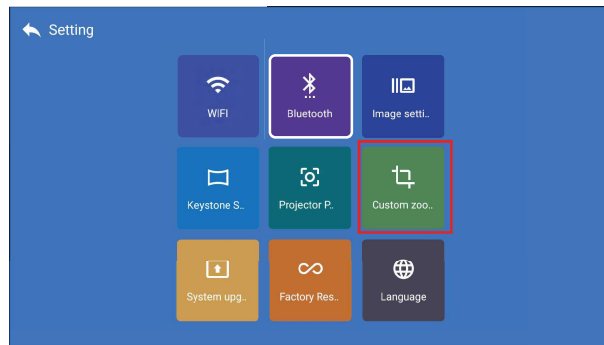 Setting
WIFI
Bluetooth
Image setti..
Keystone S..
Projector P..
Custom zoo..
System upg..
Factory Res..
Language